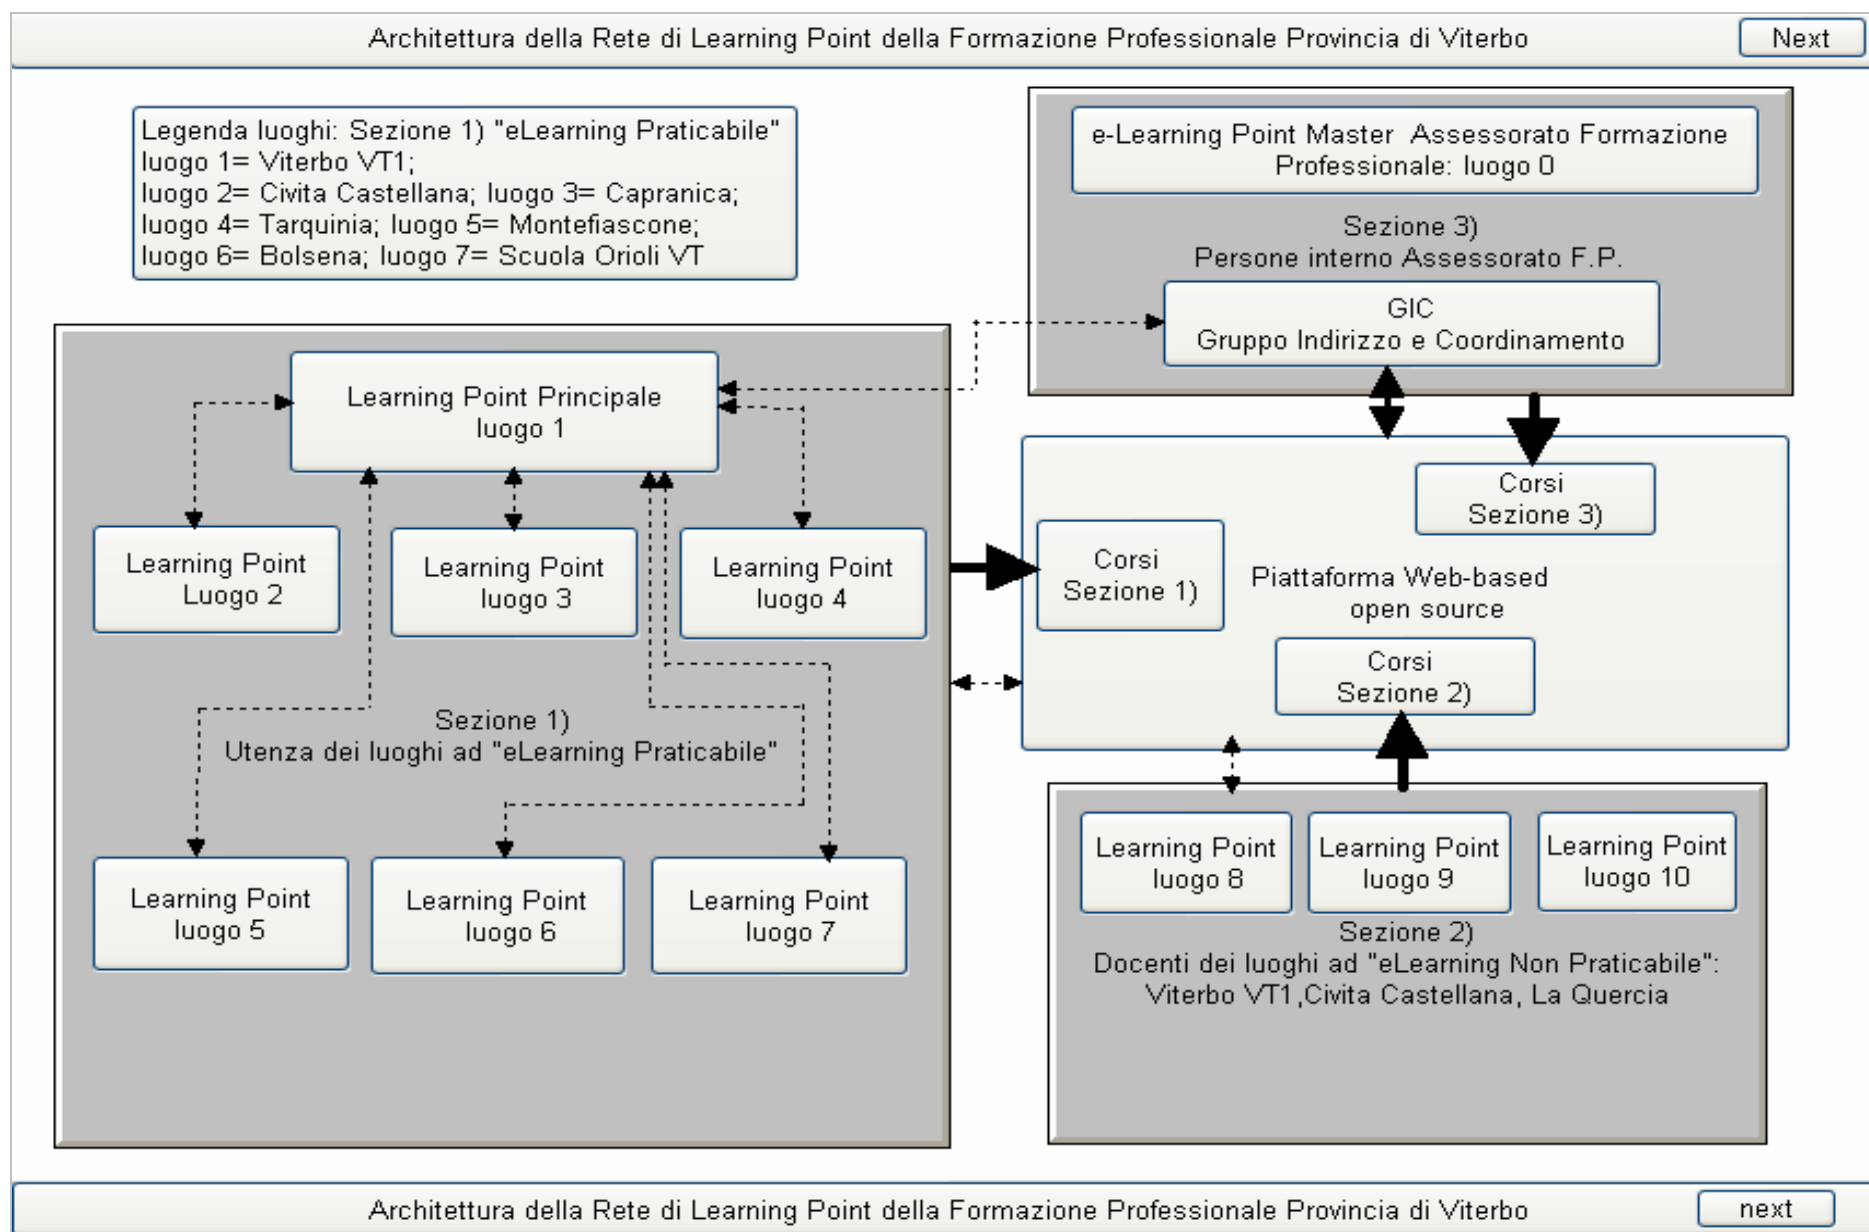 Architettura della Rete di Learning Point della Formazione Professionale Provincia di Viterbo
Next
Legenda luoghi: Sezione 1) "eLearning Praticabile"
luogo 1= Viterbo VT1;
luogo 2= Civita Castellana; luogo 3= Capranica;
luogo 4= Tarquinia; luogo 5= Montefiascone;
luogo 6= Bolsena; luogo 7= Scuola Orioli VT
e-Learning Point Master  Assessorato Formazione
Professionale: luogo 0
Sezione 3)
Persone interno Assessorato F.P.
GIC
Gruppo Indirizzo e Coordinamento
Learning Point Principale
luogo 1
Learning Point
Luogo 2
Learning Point
luogo 3
Learning Point
luogo 4
Sezione 1)
Utenza dei luoghi ad "eLearning Praticabile"
Learning Point
luogo 5
Learning Point
luogo 6
Learning Point
luogo 7
Corsi
Sezione 3)
Corsi
Sezione 1)
Piattaforma Web-based
open source
Corsi
Sezione 2)
Learning Point
luogo 8
Learning Point
luogo 9
Learning Point
luogo 10
Sezione 2)
Docenti dei luoghi ad "eLearning Non Praticabile":
Viterbo VT1,Civita Castellana, La Quercia
Architettura della Rete di Learning Point della Formazione Professionale Provincia di Viterbo
next